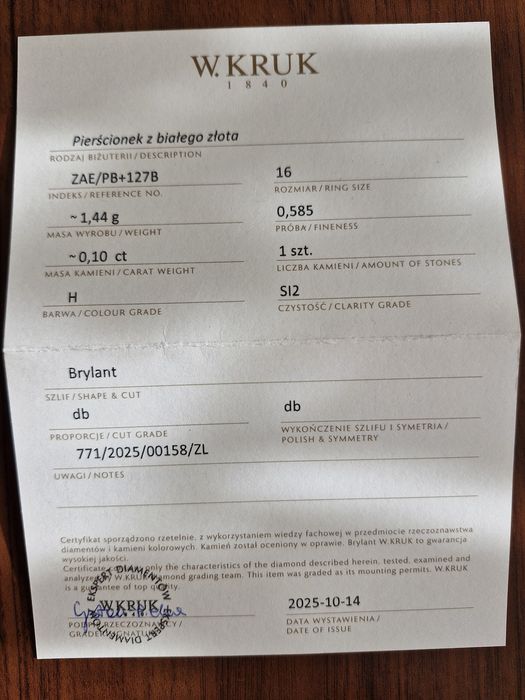 W.KRUK
1840
Pierścionek z białego złota
RODZAJ BIŻUTERII / DESCRIPTION
ZAE/PB+127B
INDEKS / REFERENCE NO.
16
ROZMIAR / RING SIZE
~ 1,44 g
MASA WYROBU / WEIGHT
0,585
PRÓBA / FINENESS
~ 0,10 ct
MASA KAMIENI / CARAT WEIGHT
1 szt.
LICZBA KAMIENI / AMOUNT OF STONES
H
BARWA / COLOUR GRADE
SI2
CZYSTOŚĆ / CLARITY GRADE
Brylant
SZLIF / SHAPE & CUT
db
PROPORCJE / CUT GRADE
db
WYKOŃCZENIE SZLIFU I SYMETRIA /
POLISH & SYMMETRY
771/2025/00158/ZL
UWAGI / NOTES
Certyfikat sporządzono rzetelnie, z wykorzystaniem wiedzy fachowej w przedmiocie rzeczoznawstwa
diamentów i kamieni kolorowych. Kamień został oceniony w oprawie. Brylant W.KRUK to gwarancja
wysokiej jakości.
Certificate only the characteristics of the diamond described herein, tested, examined and
analyzed W.KRUK grading team. This item was graded as its mounting permits. W.KRUK
is a guarantee of top
EKSPERT DIAMENTÓW
W.KRUK
EKSPERT DIAMENTÓW
RZECZOZNAWCY /
2025-10-14
DATA WYSTAWIENIA /
DATE OF ISSUE